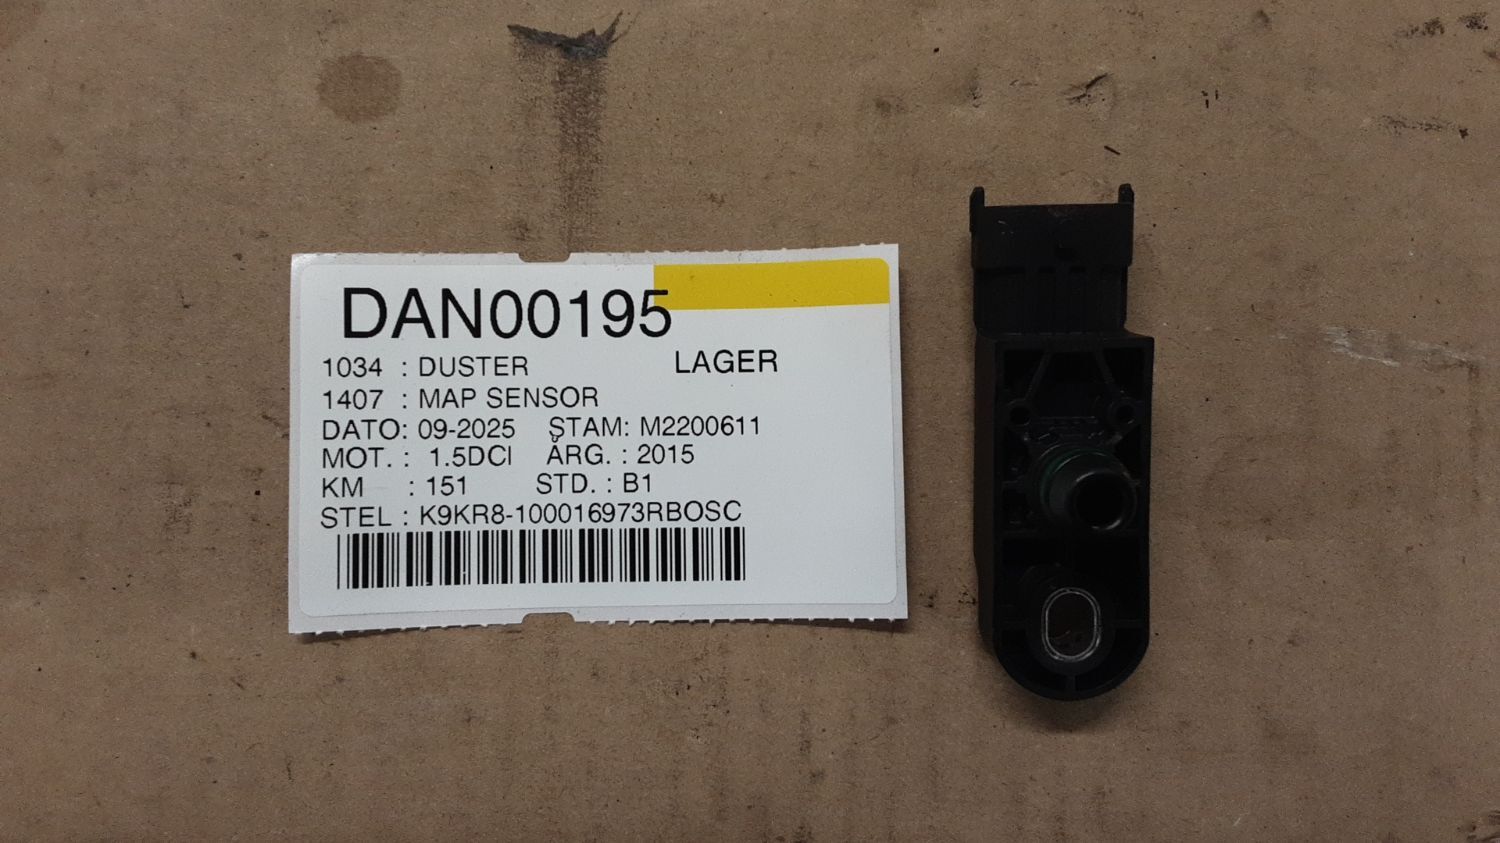 DAN00195
1034 : DUSTER LAGER
1407 : MAP SENSOR
DATO: 09-2025 STAM: M2200611
MOT. : 1.5DCI ÅRG. : 2015
KM : 151 STD. : B1
STEL : K9KR8-100016973RBOSC